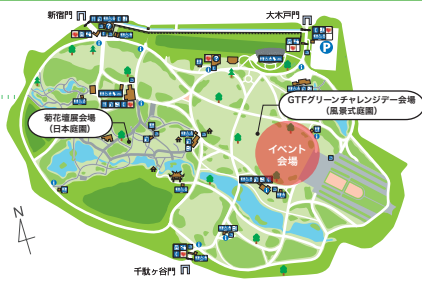 新宿門
大木戸門
P
GTFグリーンチャレンジデー会場
(風景式庭園)
菊花壇展会場
(日本庭園)
イベント
会場
N
千駄ヶ谷門